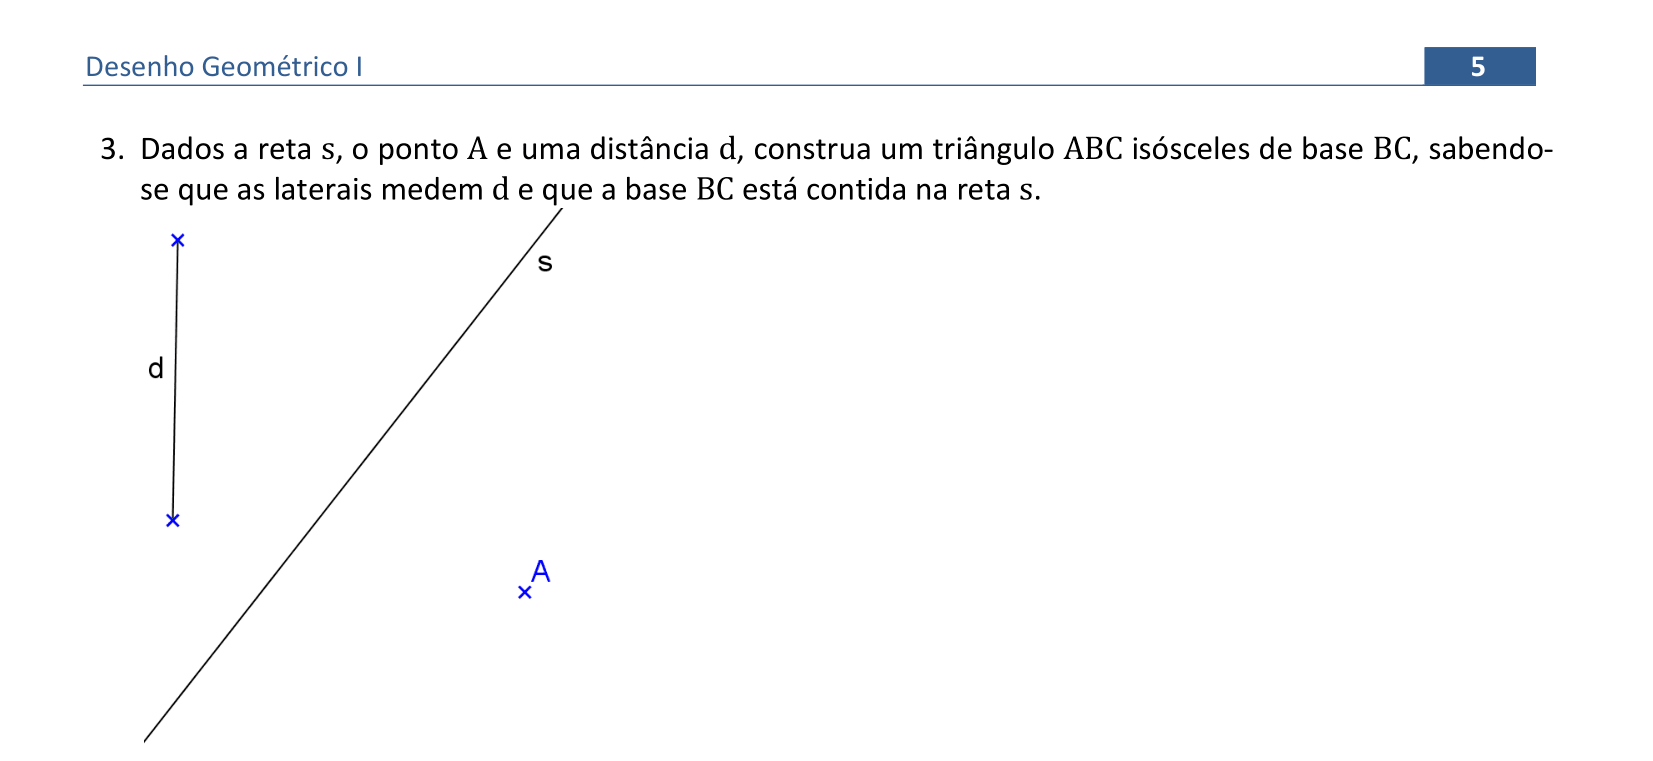 Desenho Geométrico I
5
3. Dados a reta s, o ponto A e uma distância d, construa um triângulo ABC isósceles de base BC, sabendo-
se que as laterais medem d e que a base BC está contida na reta s.
s
d
A